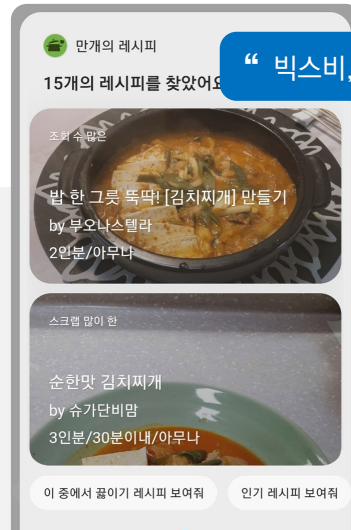 만개의 레시피
“ 빅스비,
15개의 레시피를 찾았어요
조회 수 많은
밥 한 그릇 뚝딱! [김치찌개] 만들기
by 부오나스텔라
2인분/아무나
스크랩 많이 한
순한맛 김치찌개
by 슈가단비맘
3인분/30분이내/아무나
이 중에서 끓이기 레시피 보여줘
인기 레시피 보여줘